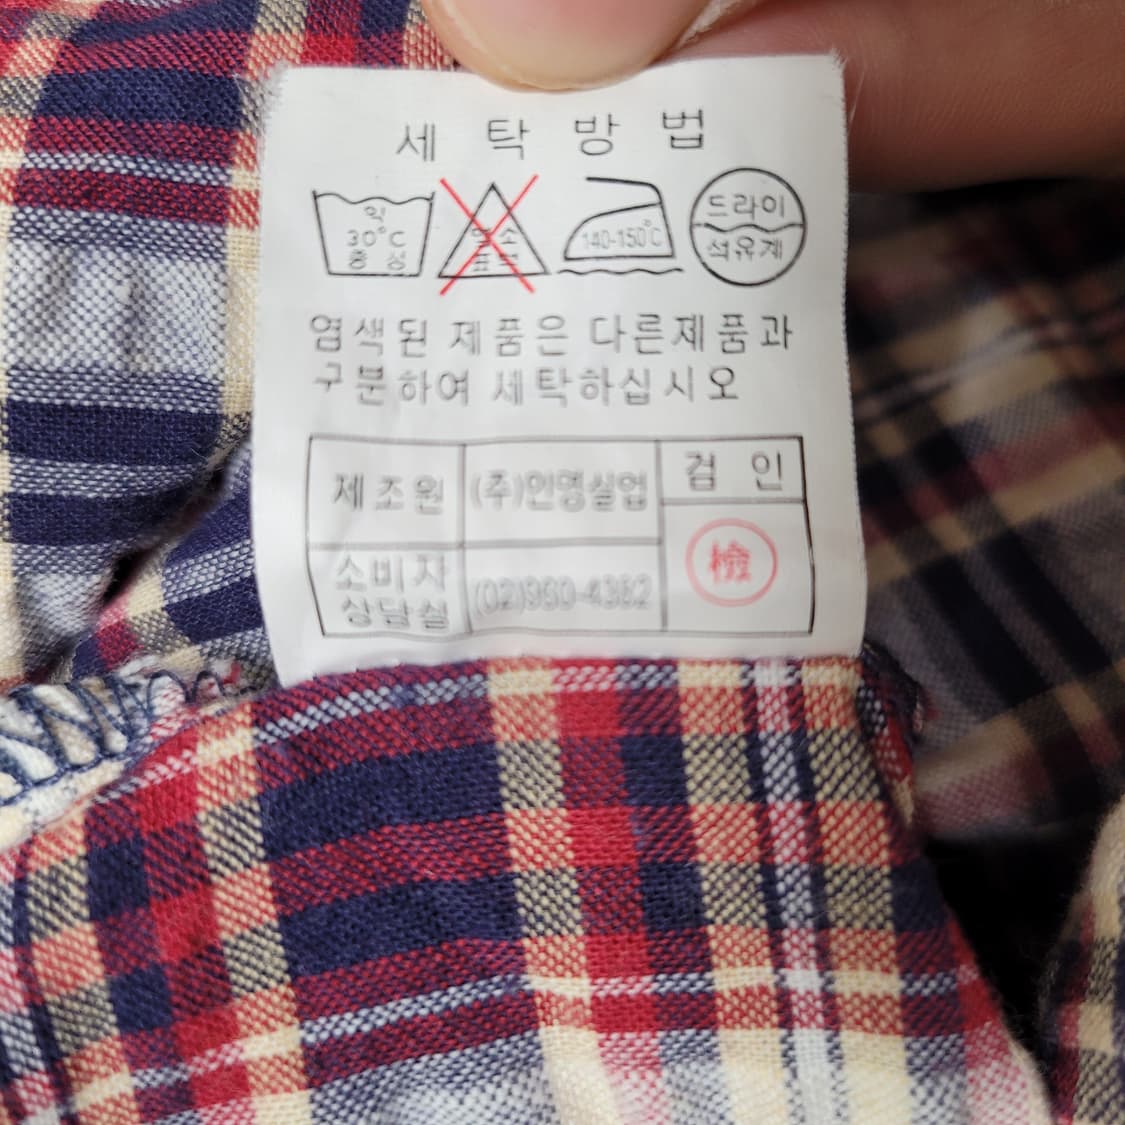 세 탁 방 법
약
30°C
중 성
염소
표백
140-150°C
드라이
석유계
염색된 제품은 다른제품과
구분하여 세탁하십시오
제조원 (주)인명실업
검 인
소비자
상담실
(02)960-4382
檢